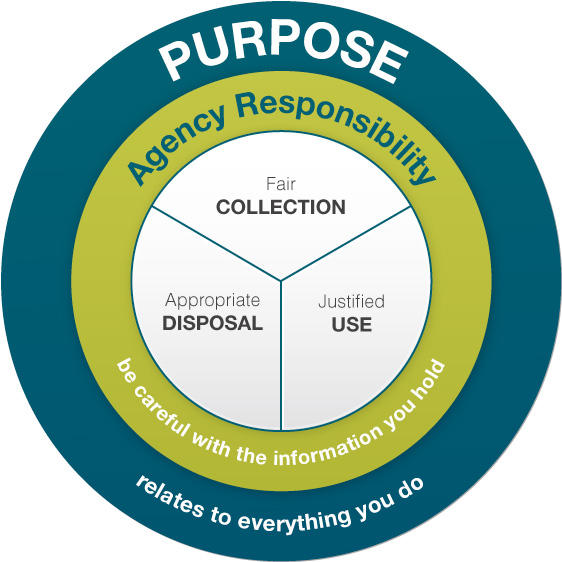 PURPOSE
Agency Responsibility
Fair
COLLECTION
Appropriate
DISPOSAL
Justified
USE
be careful with the information you hold
relates to everything you do